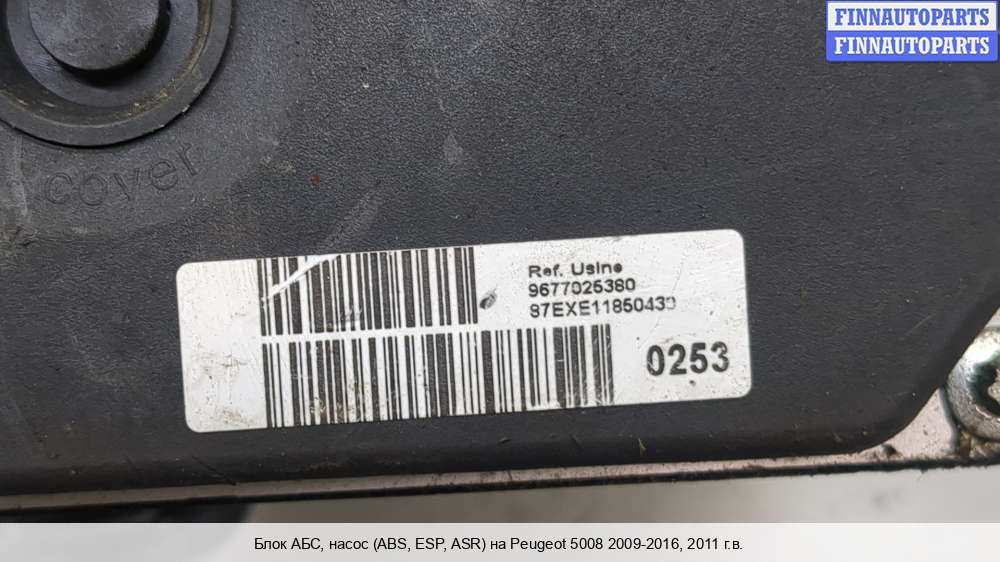 FINNAUTOPARTS
FINNAUTOPARTS
cover
Ref. Usine
9677025380
0253
Блок АБС, насос (ABS, ESP, ASR) на Peugeot 5008 2009-2016, 2011 г.в.